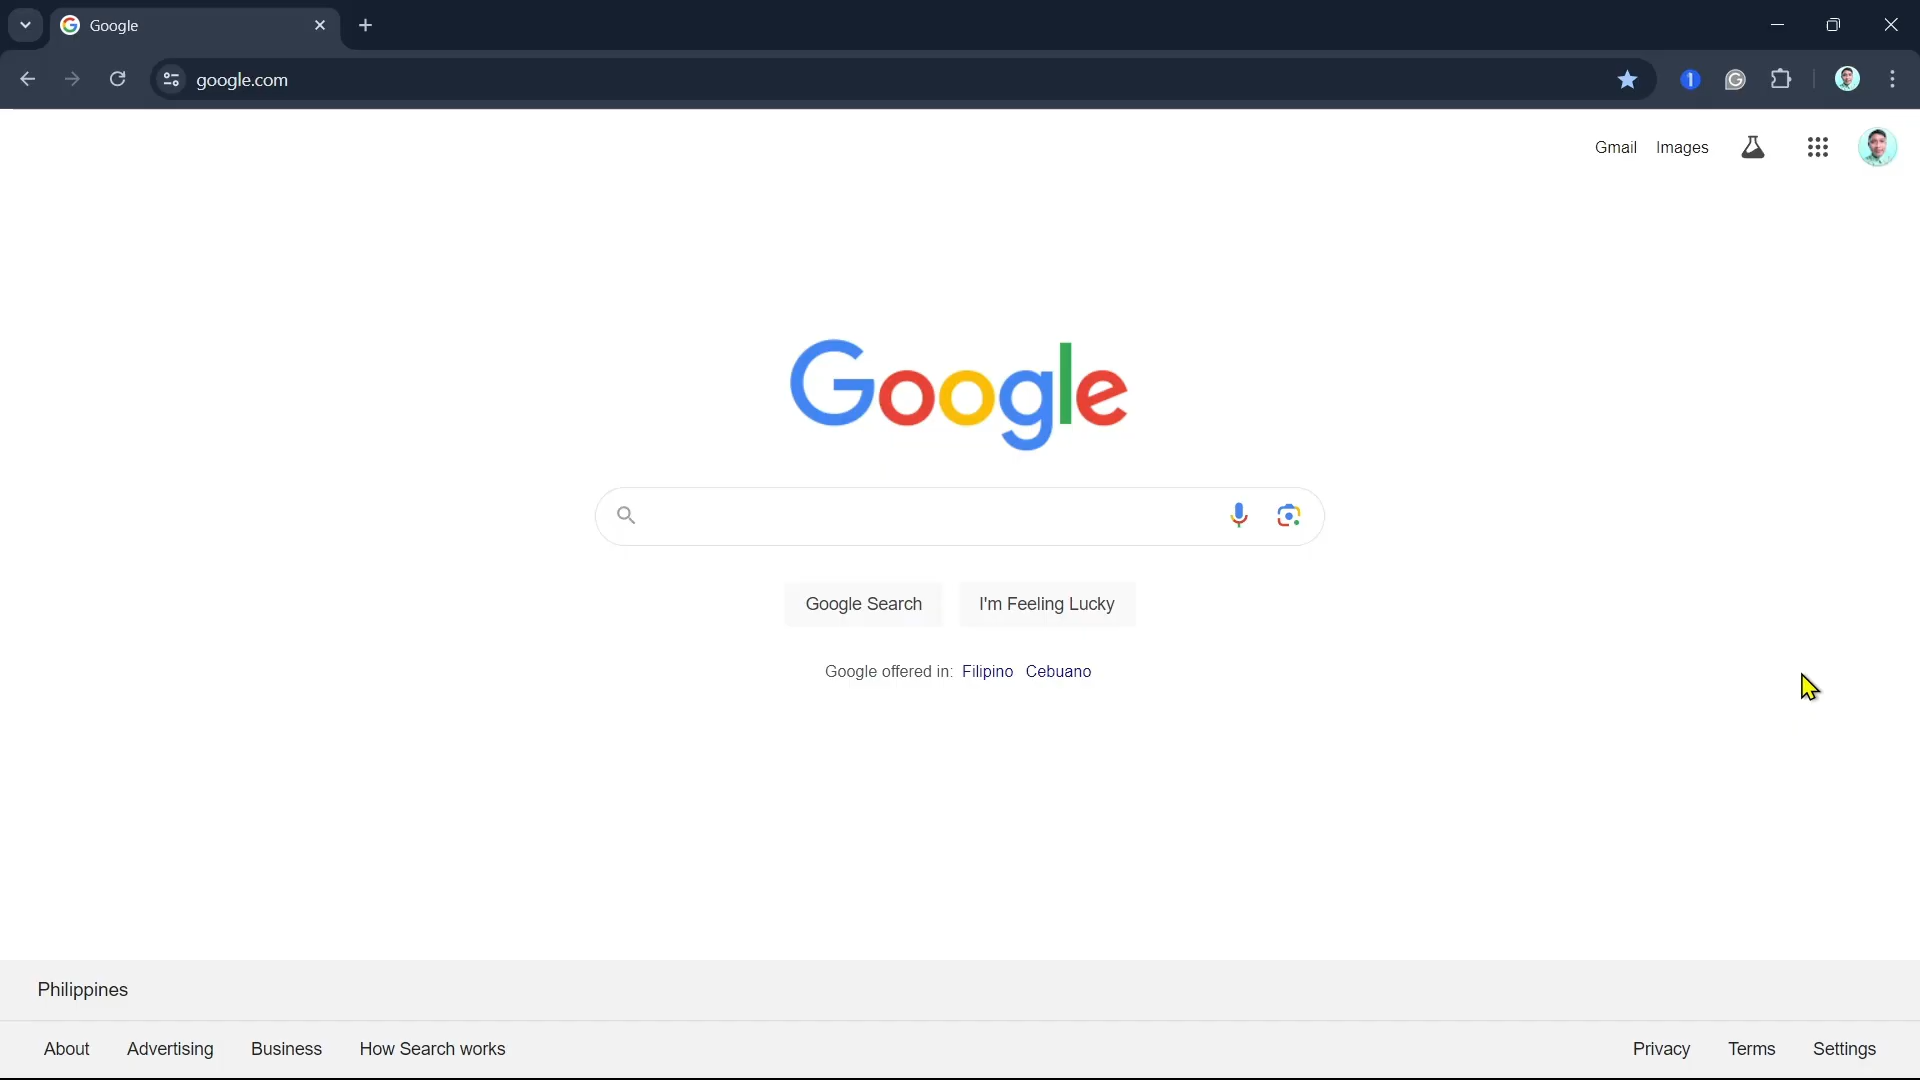 Google
google.com
Gmail Images
Google
Google Search I'm Feeling Lucky
Google offered in: Filipino Cebuano
Philippines
About Advertising Business How Search works Privacy Terms Settings